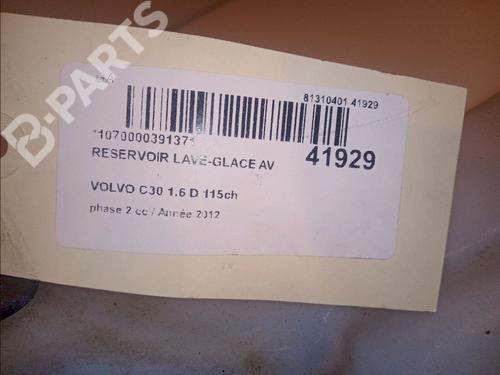 B-PARTS
81310401 41929
*107000039137*
RESERVOIR LAVE-GLACE AV
41929
VOLVO C30 1.6 D 115ch
phase 2 cc / Année 2012